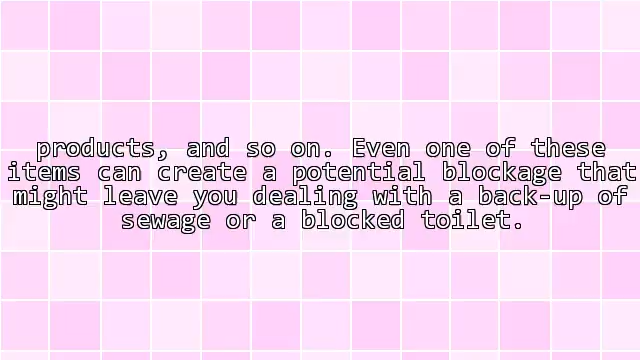 products, and so on. Even one of these
items can create a potential blockage that
might leave you dealing with a back-up of
sewage or a blocked toilet.